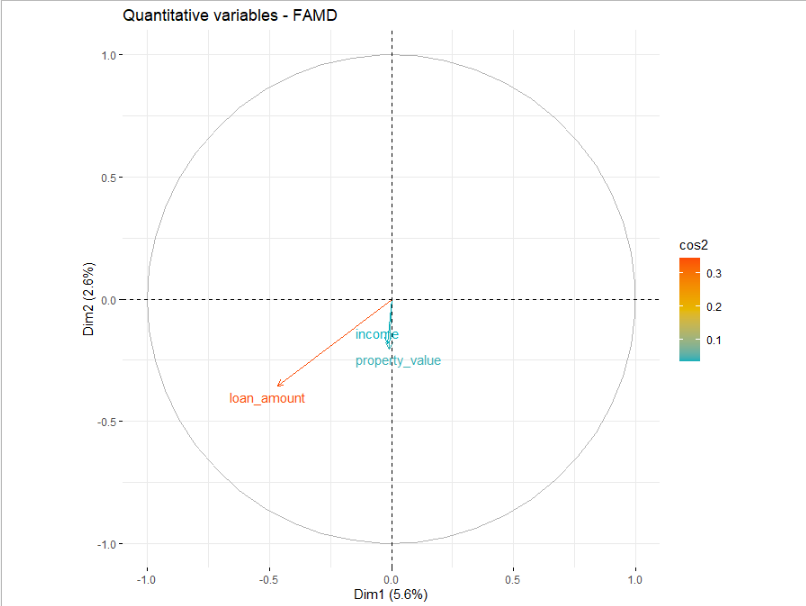 Quantitative variables - FAMD
1.0
0.5
0.0
-0.5
-1.0
Dim2 (2.6%)
income
property_value
loan_amount
-1.0
-0.5
0.0
0.5
1.0
Dim1 (5.6%)
cos2
0.3
0.2
0.1